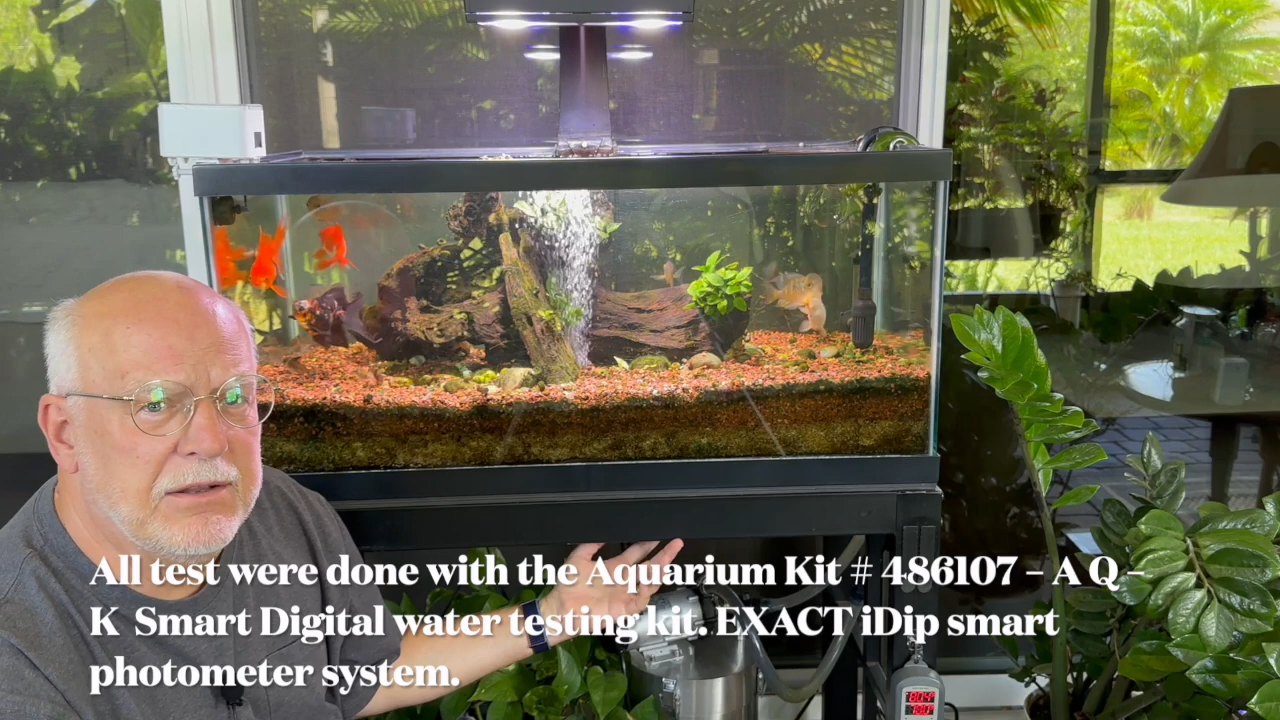 All test were done with the Aquarium Kit # 486107 – A Q –
K Smart Digital water testing kit. EXACT iDip smart
photometer system.